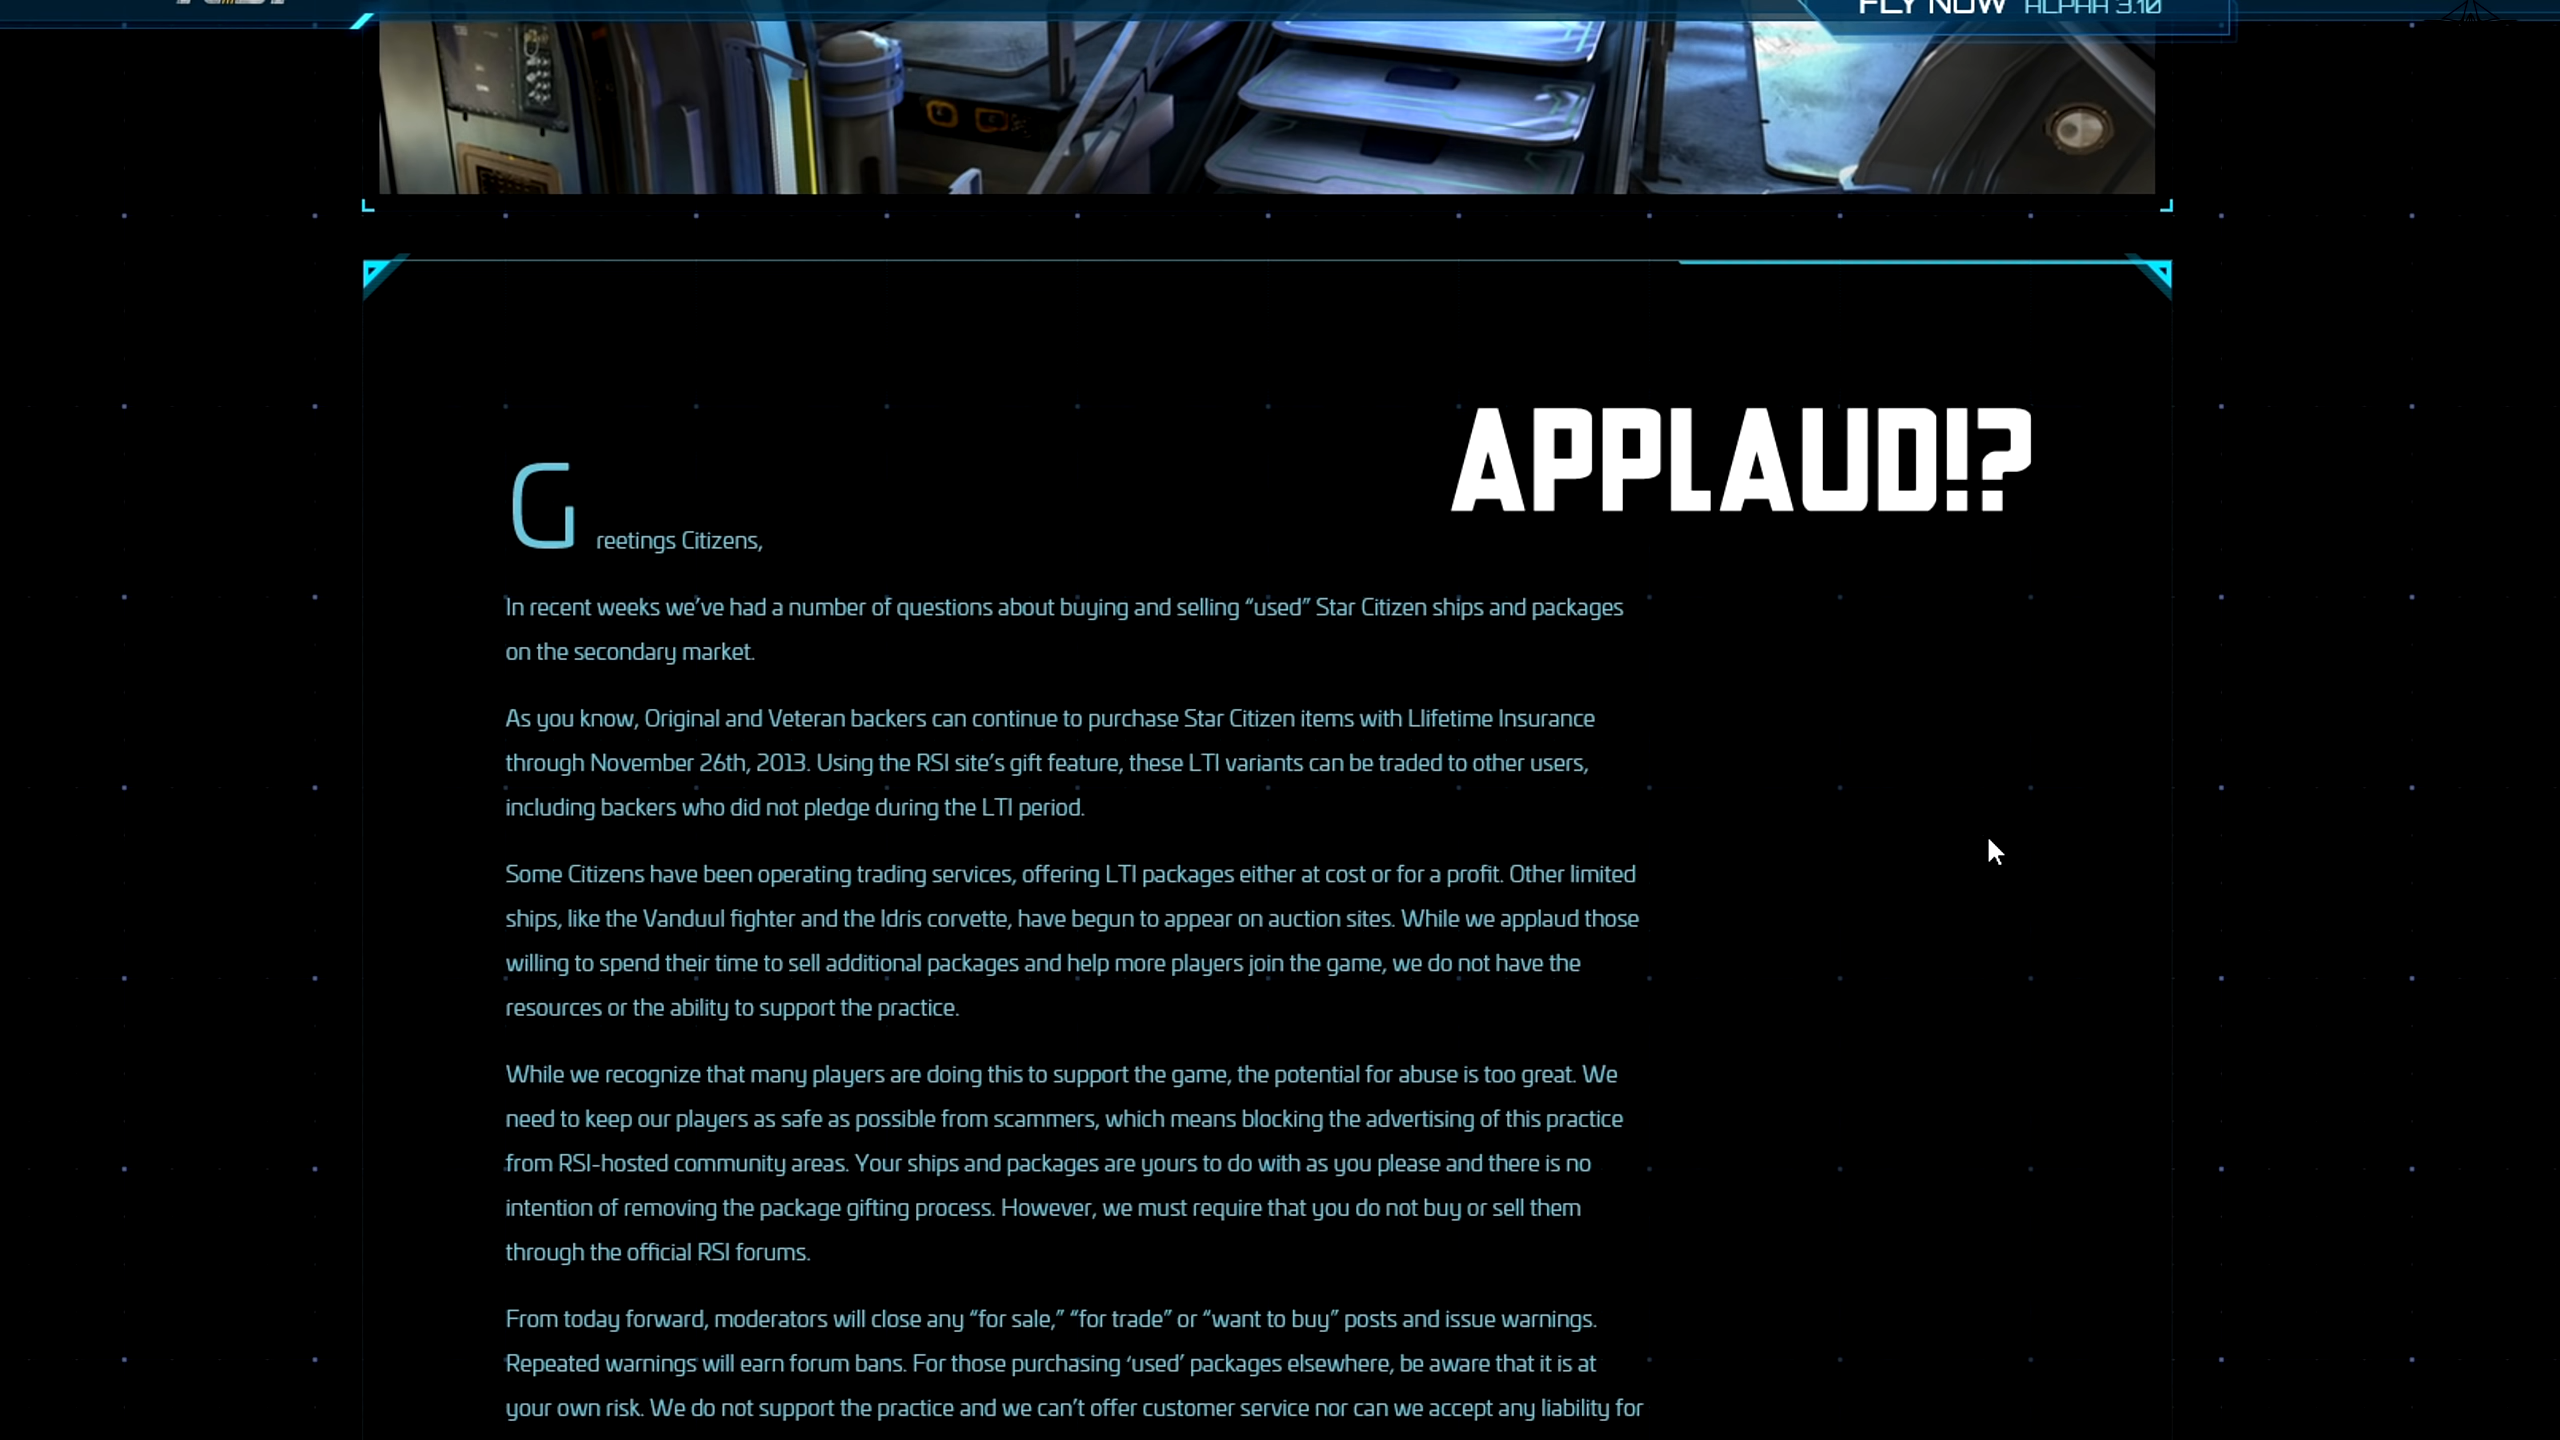 FLY NOW ALPHA 3.10
APPLAUD!?
Greetings Citizens,
In recent weeks we've had a number of questions about buying and selling “used” Star Citizen ships and packages
on the secondary market.
As you know, Original and Veteran backers can continue to purchase Star Citizen items with LIifetime Insurance
through November 26th, 2013. Using the RSI site's gift feature, these LTI variants can be traded to other users,
including backers who did not pledge during the LTI period.
Some Citizens have been operating trading services, offering LTI packages either at cost or for a profit. Other limited
ships, like the Vanduul fighter and the Idris corvette, have begun to appear on auction sites. While we applaud those
willing to spend their time to sell additional packages and help more players join the game, we do not have the
resources or the ability to support the practice.
While we recognize that many players are doing this to support the game, the potential for abuse is too great. We
need to keep our players as safe as possible from scammers, which means blocking the advertising of this practice
from RSI-hosted community areas. Your ships and packages are yours to do with as you please and there is no
intention of removing the package gifting process. However, we must require that you do not buy or sell them
through the official RSI forums.
From today forward, moderators will close any “for sale,” “for trade” or “want to buy” posts and issue warnings.
Repeated warnings will earn forum bans. For those purchasing ‘used’ packages elsewhere, be aware that it is at
your own risk. We do not support the practice and we can't offer customer service nor can we accept any liability for